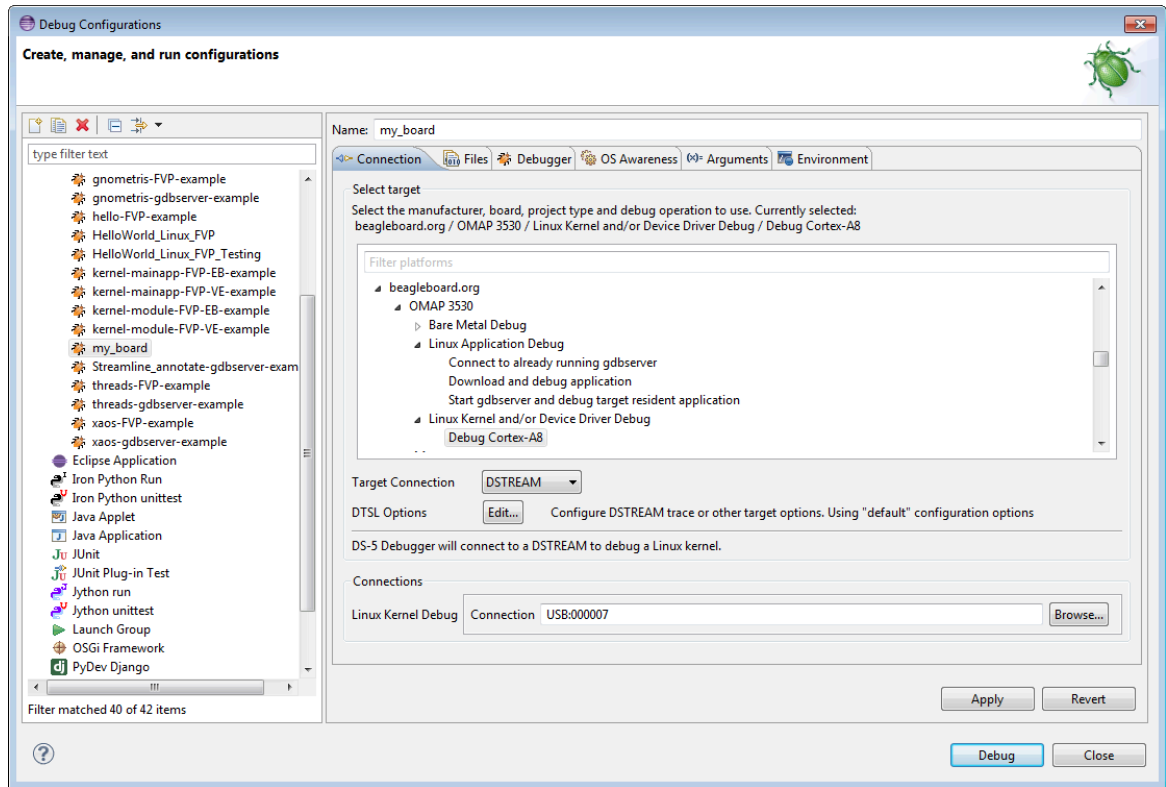 Debug Configurations
Create, manage, and run configurations
type filter text
gnometris-FVP-example
gnometris-gdbserver-example
hello-FVP-example
HelloWorld_Linux_FVP
HelloWorld_Linux_FVP_Testing
kernel-mainapp-FVP-EB-example
kernel-mainapp-FVP-VE-example
kernel-module-FVP-EB-example
kernel-module-FVP-VE-example
my_board
Streamline_annotate-gdbserver-exam
threads-FVP-example
threads-gdbserver-example
xaos-FVP-example
xaos-gdbserver-example
Eclipse Application
Iron Python Run
Iron Python unittest
Java Applet
Java Application
Ju JUnit
JUnit Plug-in Test
Jython run
Jython unittest
Launch Group
OSGi Framework
dj PyDev Django
Filter matched 40 of 42 items
Name: my_board
Connection Files Debugger OS Awareness (x)= Arguments Environment
Select target
Select the manufacturer, board, project type and debug operation to use. Currently selected:
beagleboard.org / OMAP 3530 / Linux Kernel and/or Device Driver Debug / Debug Cortex-A8
Filter platforms
beagleboard.org
OMAP 3530
Bare Metal Debug
Linux Application Debug
Connect to already running gdbserver
Download and debug application
Start gdbserver and debug target resident application
Linux Kernel and/or Device Driver Debug
Debug Cortex-A8
Target Connection DSTREAM
DTSL Options Edit... Configure DSTREAM trace or other target options. Using "default" configuration options
DS-5 Debugger will connect to a DSTREAM to debug a Linux kernel.
Connections
Linux Kernel Debug Connection USB:000007 Browse...
Apply Revert
? Debug Close